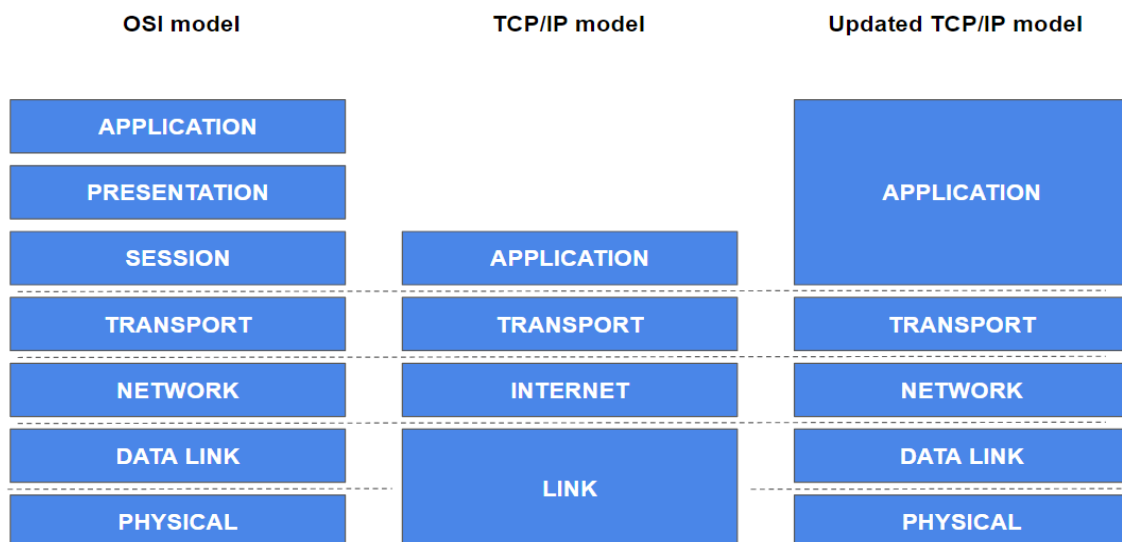 OSI model
TCP/IP model
Updated TCP/IP model
APPLICATION
PRESENTATION
SESSION
TRANSPORT
NETWORK
DATA LINK
PHYSICAL
APPLICATION
TRANSPORT
INTERNET
LINK
APPLICATION
TRANSPORT
NETWORK
DATA LINK
PHYSICAL